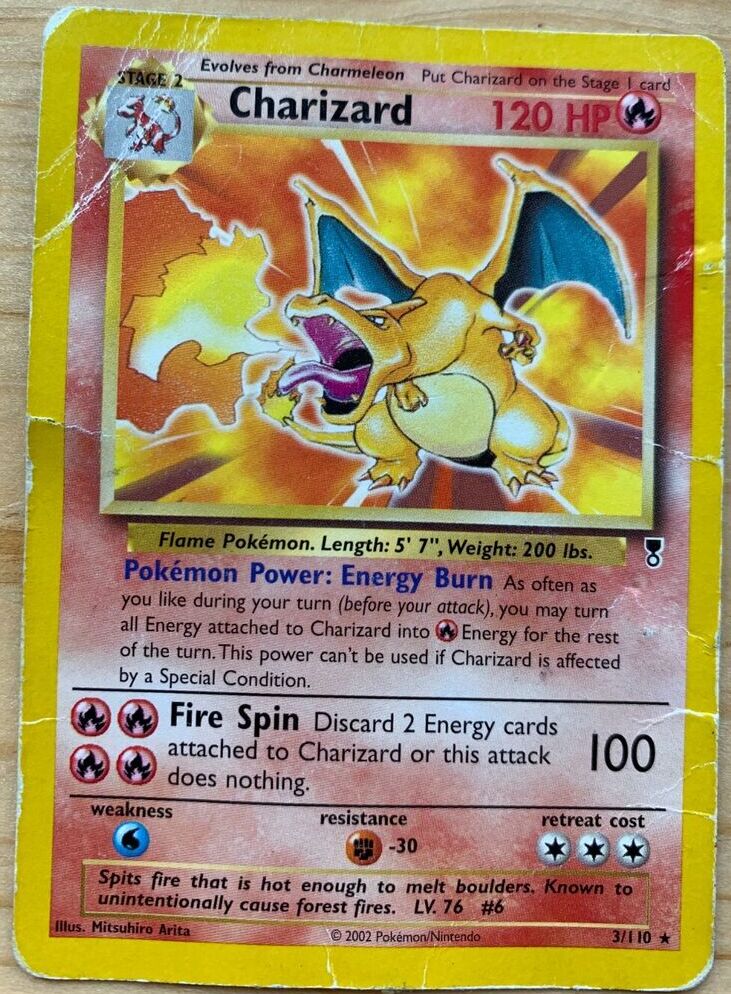 Evolves from Charmeleon Put Charizard on the Stage 1 card
STAGE 2
Charizard 120 HP
Flame Pokémon. Length: 5' 7", Weight: 200 lbs.
Pokémon Power: Energy Burn As often as
you like during your turn (before your attack), you may turn
all Energy attached to Charizard into Energy for the rest
of the turn. This power can't be used if Charizard is affected
by a Special Condition.
Fire Spin Discard 2 Energy cards
attached to Charizard or this attack
does nothing.
100
weakness resistance retreat cost
-30
Spits fire that is hot enough to melt boulders. Known to
unintentionally cause forest fires. LV. 76 #6
Illus. Mitsuhiro Arita © 2002 Pokémon/Nintendo 3/110 ★